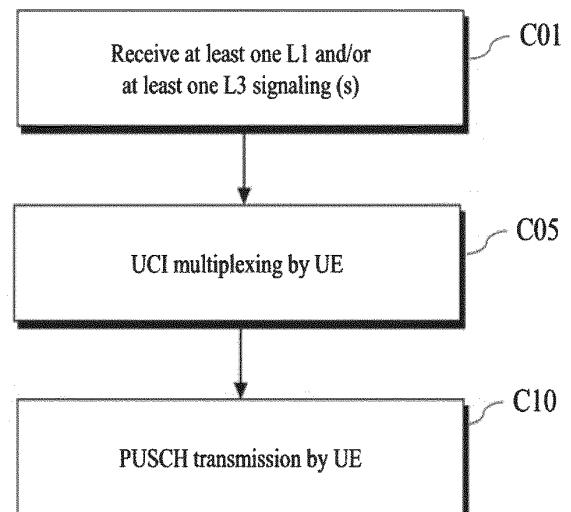 Receive at least one L1 and/or
at least one L3 signaling (s)
C01
UCI multiplexing by UE
C05
PUSCH transmission by UE
C10